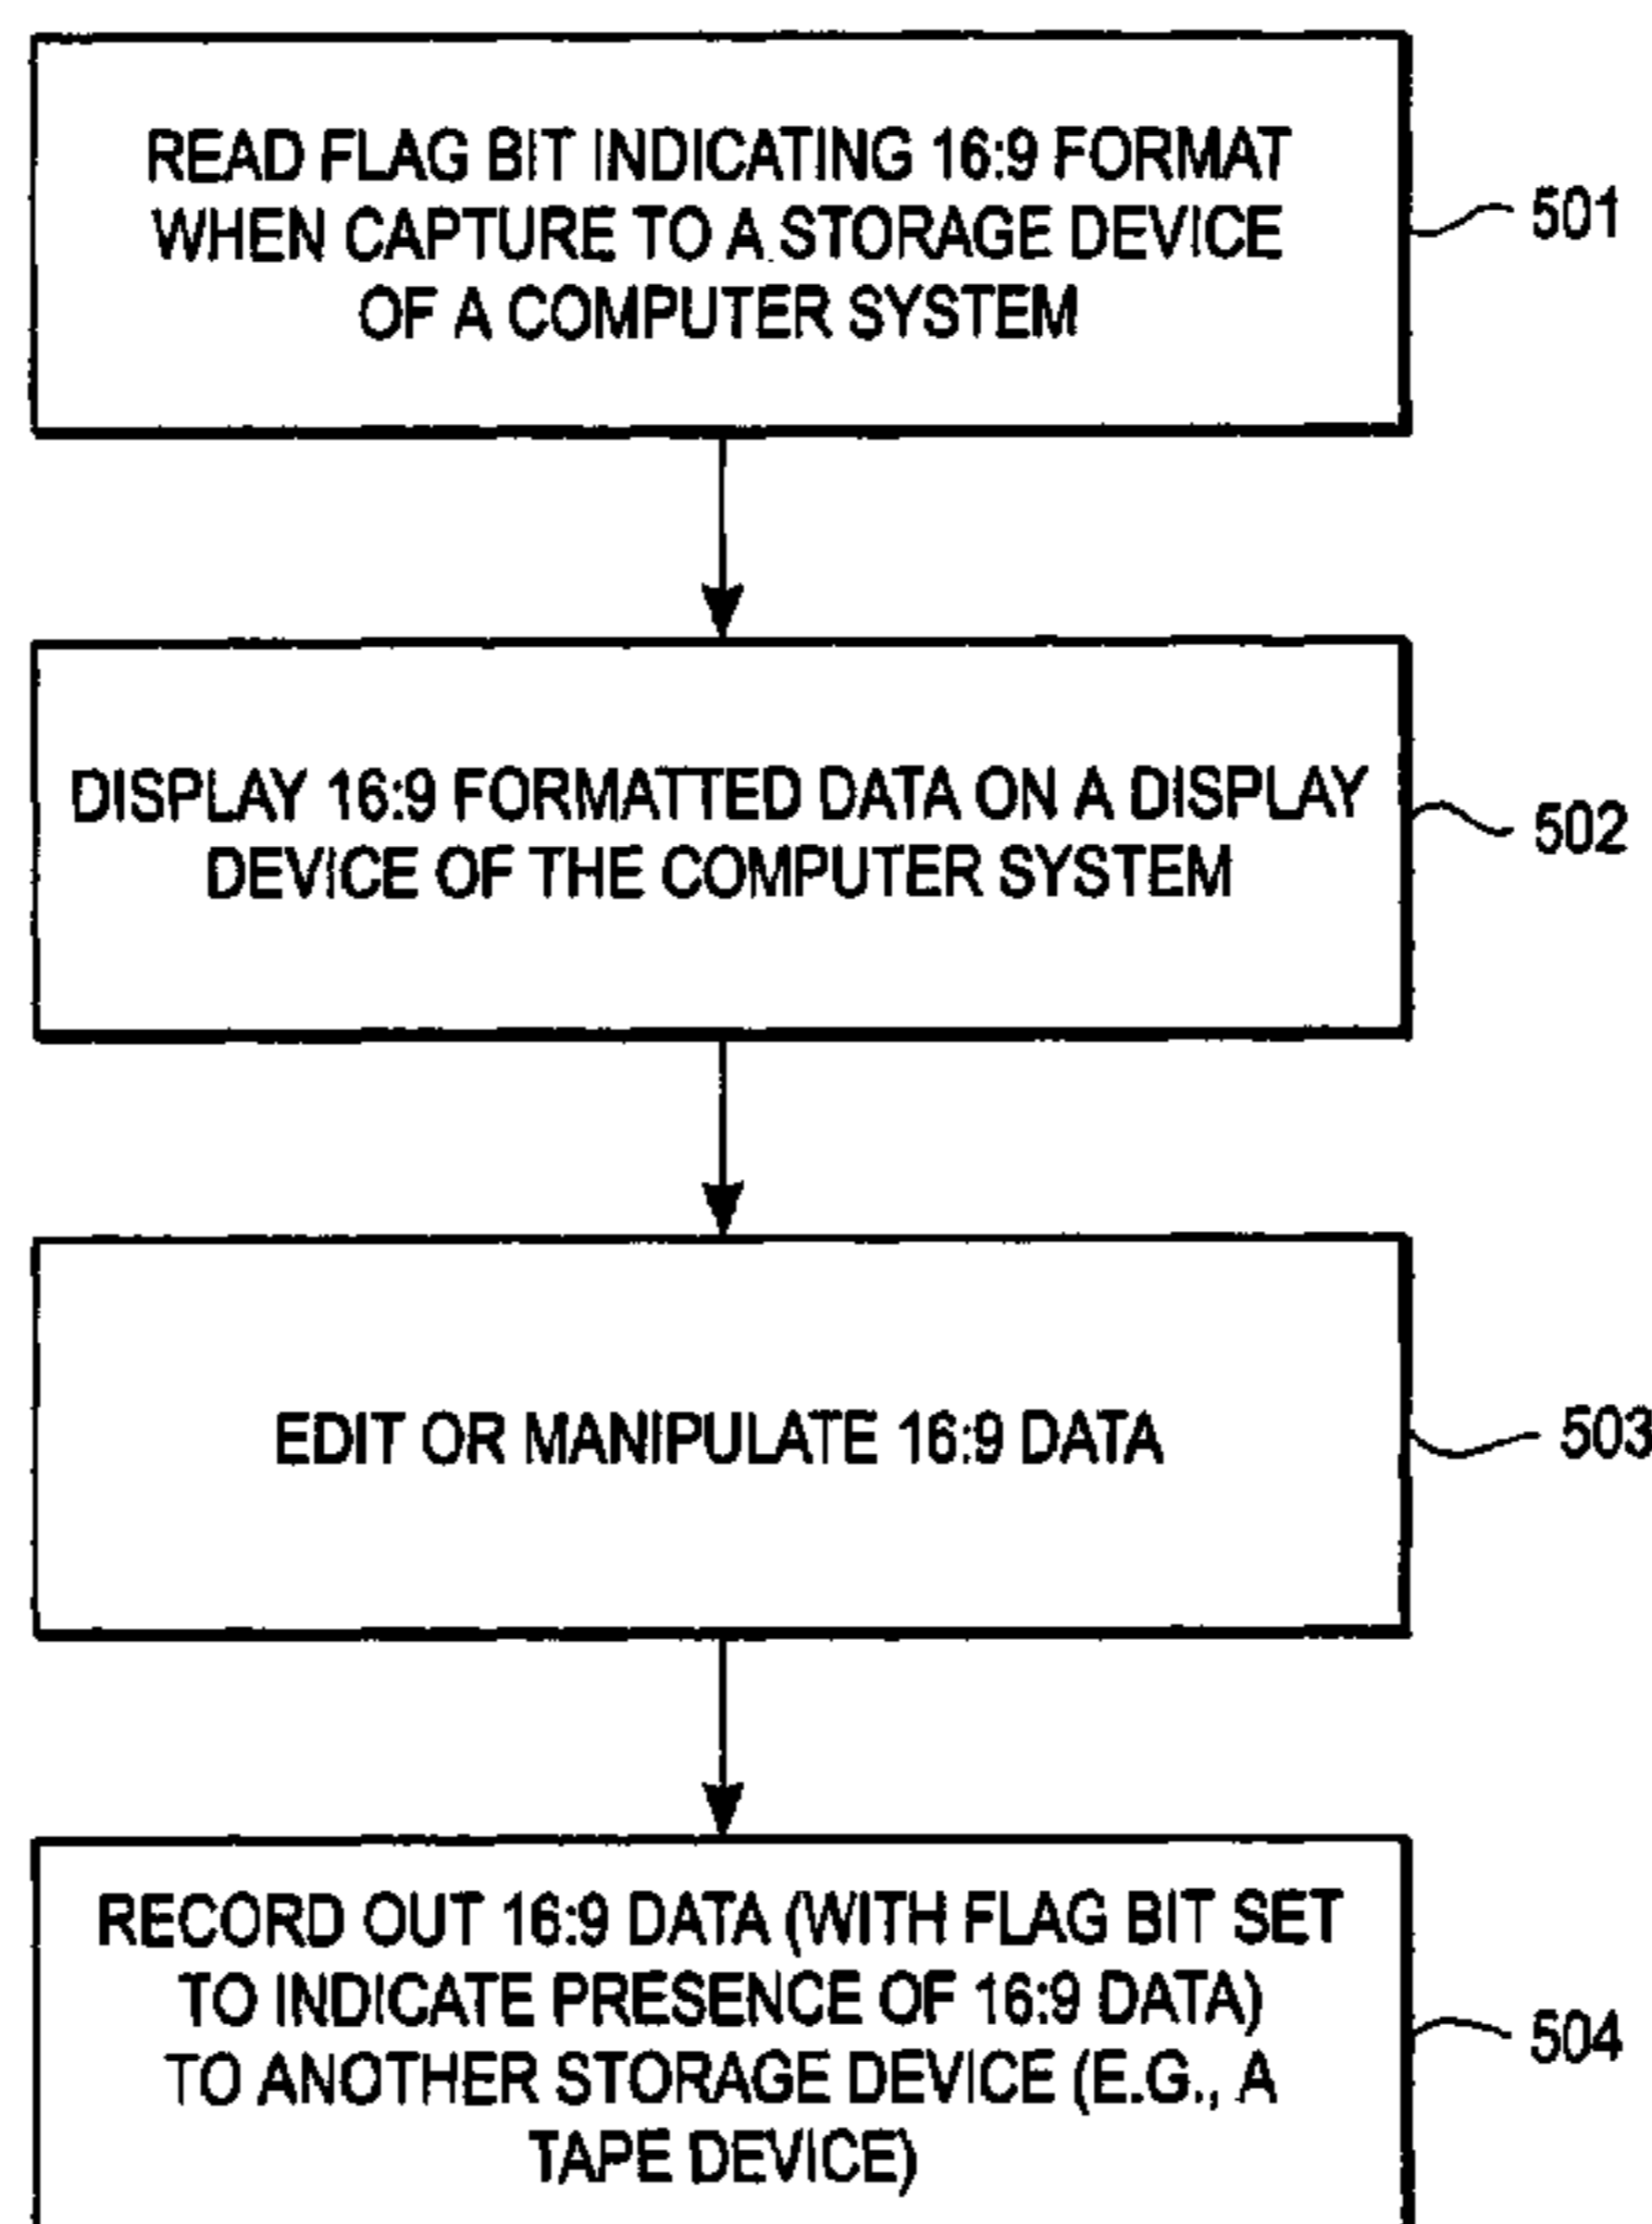 READ FLAG BIT INDICATING 16:9 FORMAT
WHEN CAPTURE TO A STORAGE DEVICE
OF A COMPUTER SYSTEM
501
DISPLAY 16:9 FORMATTED DATA ON A DISPLAY
DEVICE OF THE COMPUTER SYSTEM
502
EDIT OR MANIPULATE 16:9 DATA
503
RECORD OUT 16:9 DATA (WITH FLAG BIT SET
TO INDICATE PRESENCE OF 16:9 DATA)
TO ANOTHER STORAGE DEVICE (E.G., A
TAPE DEVICE)
504